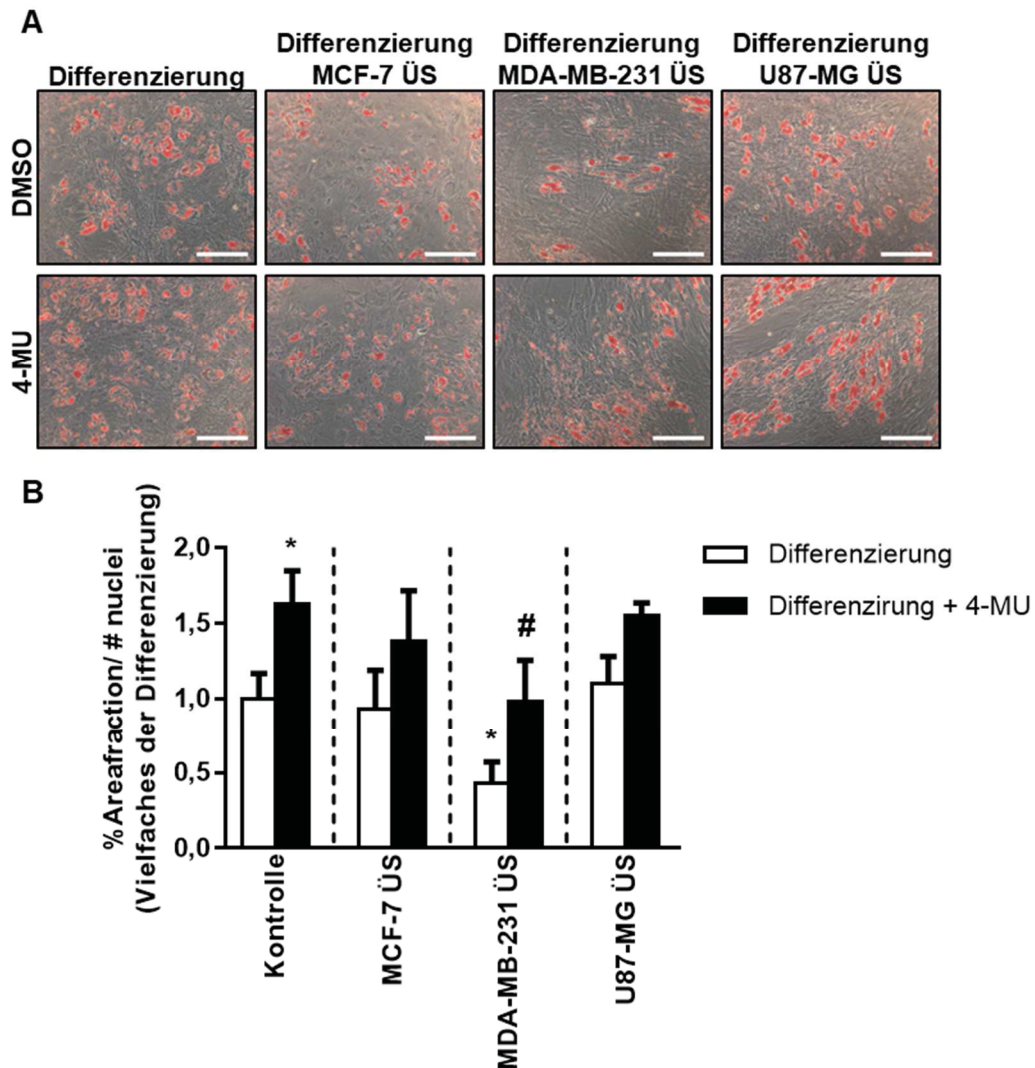 A
Differenzierung
Differenzierung
MCF-7 ÜS
Differenzierung
MDA-MB-231 ÜS
Differenzierung
U87-MG ÜS
DMSO
4-MU
B
%Areafraction/ # nuclei
(Vielfaches der Differenzierung)
2,0
1,5
1,0
0,5
0,0
*
*
#
Kontrolle
MCF-7 ÜS
MDA-MB-231 ÜS
U87-MG ÜS
Differenzierung
Differenzirung + 4-MU